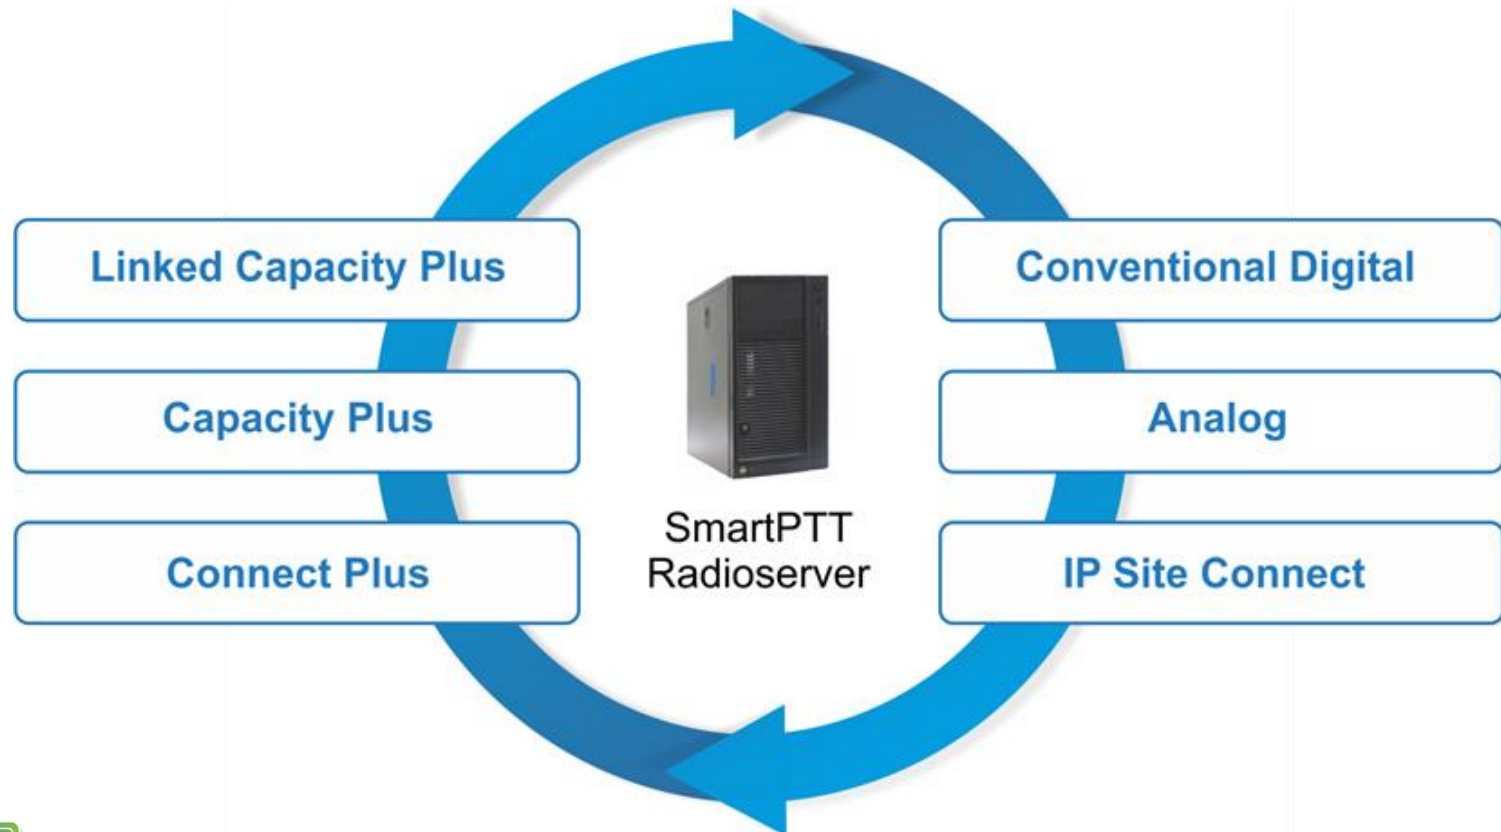 Linked Capacity Plus
Capacity Plus
Connect Plus
SmartPTT
Radioserver
Conventional Digital
Analog
IP Site Connect